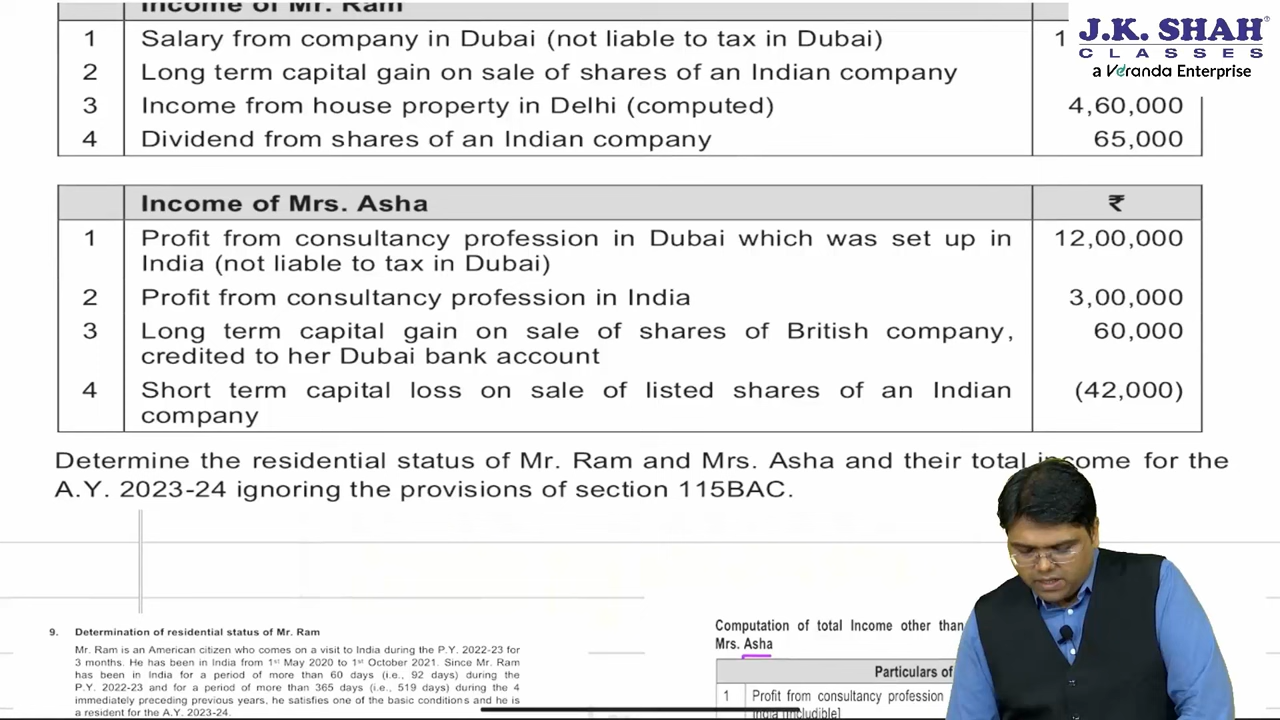 Income of Mr. Ram
J.K. SHAH®
CLASSES
a Veranda Enterprise
1 Salary from company in Dubai (not liable to tax in Dubai) 1
2 Long term capital gain on sale of shares of an Indian company
3 Income from house property in Delhi (computed) 4,60,000
4 Dividend from shares of an Indian company 65,000
Income of Mrs. Asha ₹
1 Profit from consultancy profession in Dubai which was set up in 12,00,000
India (not liable to tax in Dubai)
2 Profit from consultancy profession in India 3,00,000
3 Long term capital gain on sale of shares of British company, 60,000
credited to her Dubai bank account
4 Short term capital loss on sale of listed shares of an Indian (42,000)
company
Determine the residential status of Mr. Ram and Mrs. Asha and their total income for the
A.Y. 2023-24 ignoring the provisions of section 115BAC.
9. Determination of residential status of Mr. Ram
Mr. Ram is an American citizen who comes on a visit to India during the P.Y. 2022-23 for
3 months. He has been in India from 1st May 2020 to 1st October 2021. Since Mr. Ram
has been in India for a period of more than 60 days (i.e., 92 days) during the
P.Y. 2022-23 and for a period of more than 365 days (i.e., 519 days) during the 4
immediately preceding previous years, he satisfies one of the basic conditions and he is
a resident for the A.Y. 2023-24.
Computation of total Income other than
Mrs. Asha
Particulars of
1 Profit from consultancy profession
India [includible]